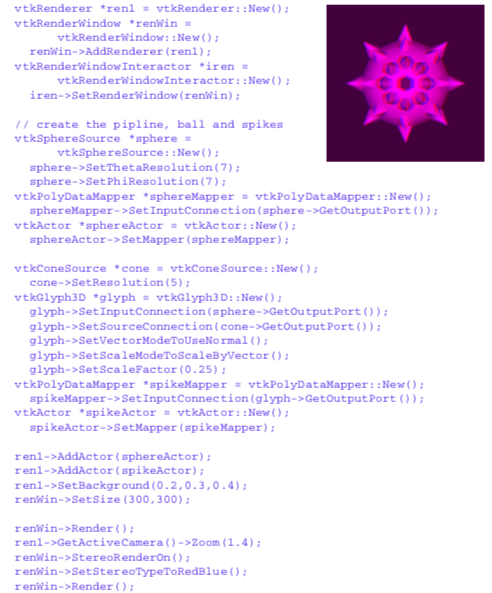 vtkRenderer *ren1 = vtkRenderer::New();
vtkRenderWindow *renWin =
vtkRenderWindow::New();
renWin->AddRenderer(ren1);
vtkRenderWindowInteractor *iren =
vtkRenderWindowInteractor::New();
iren->SetRenderWindow(renWin);
// create the pipline, ball and spikes
vtkSphereSource *sphere =
vtkSphereSource::New();
sphere->SetThetaResolution(7);
sphere->SetPhiResolution(7);
vtkPolyDataMapper *sphereMapper = vtkPolyDataMapper::New();
sphereMapper->SetInputConnection(sphere->GetOutputPort());
vtkActor *sphereActor = vtkActor::New();
sphereActor->SetMapper(sphereMapper);
vtkConeSource *cone = vtkConeSource::New();
cone->SetResolution(5);
vtkGlyph3D *glyph = vtkGlyph3D::New();
glyph->SetInputConnection(sphere->GetOutputPort());
glyph->SetSourceConnection(cone->GetOutputPort());
glyph->SetVectorModeToUseNormal();
glyph->SetScaleModeToScaleByVector();
glyph->SetScaleFactor(0.25);
vtkPolyDataMapper *spikeMapper = vtkPolyDataMapper::New();
spikeMapper->SetInputConnection(glyph->GetOutputPort());
vtkActor *spikeActor = vtkActor::New();
spikeActor->SetMapper(spikeMapper);
ren1->AddActor(sphereActor);
ren1->AddActor(spikeActor);
ren1->SetBackground(0.2,0.3,0.4);
renWin->SetSize(300,300);
renWin->Render();
ren1->GetActiveCamera()->Zoom(1.4);
renWin->StereoRenderOn();
renWin->SetStereoTypeToRedBlue();
renWin->Render();